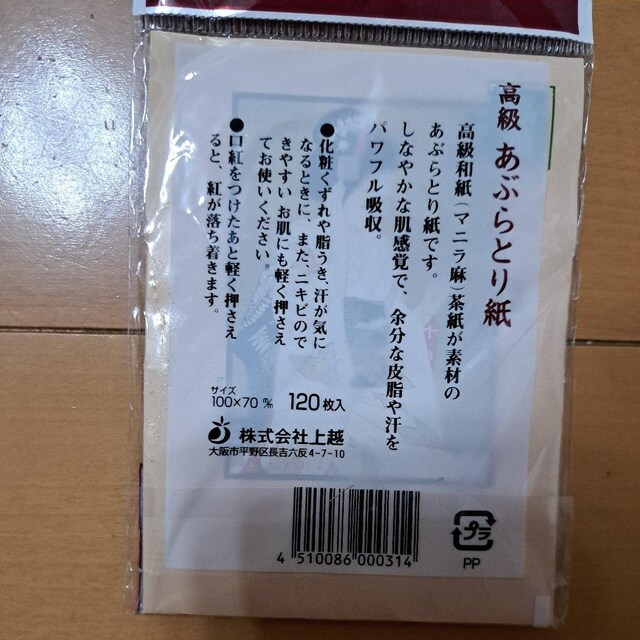 高級 あぶらとり紙
高級和紙(マニラ麻)茶紙が素材の
あぶらとり紙です。
しなやかな肌感覚で、余分な皮脂や汗を
パワフル吸収。
●化粧くずれや脂うき、汗が気に
なるときに、また、ニキビので
きやすいお肌にも軽く押さえ
てお使いください。
●口紅をつけたあと軽く押さえ
ると、紅が落ち着きます。
サイズ
100×70㎜ 120枚入
株式会社上越
大阪市平野区長吉六反4-7-10
4 510086 000314
プラ
PP